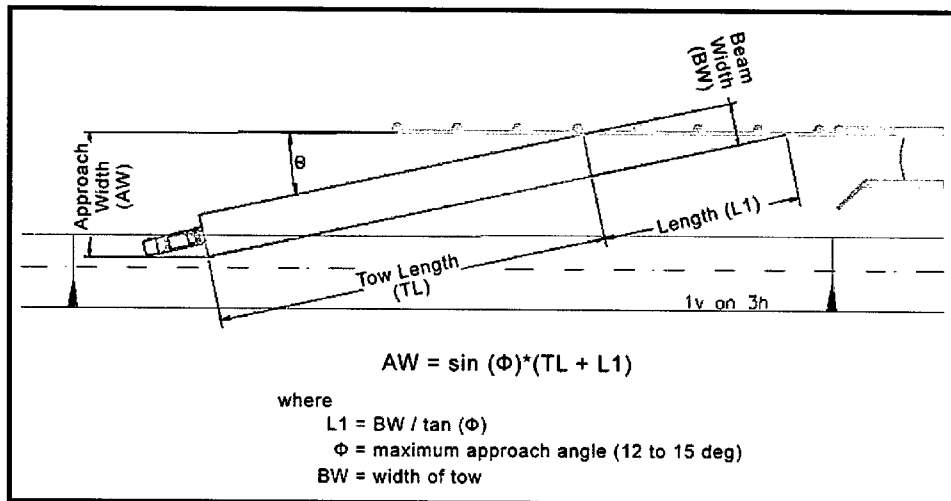 Beam
Width
(BW)
Approach
Width
(AW)
Θ
Length (L1)
Tow Length
(TL)
1v on 3h
AW = sin (Φ)*(TL + L1)
where
L1 = BW / tan (Φ)
Φ = maximum approach angle (12 to 15 deg)
BW = width of tow